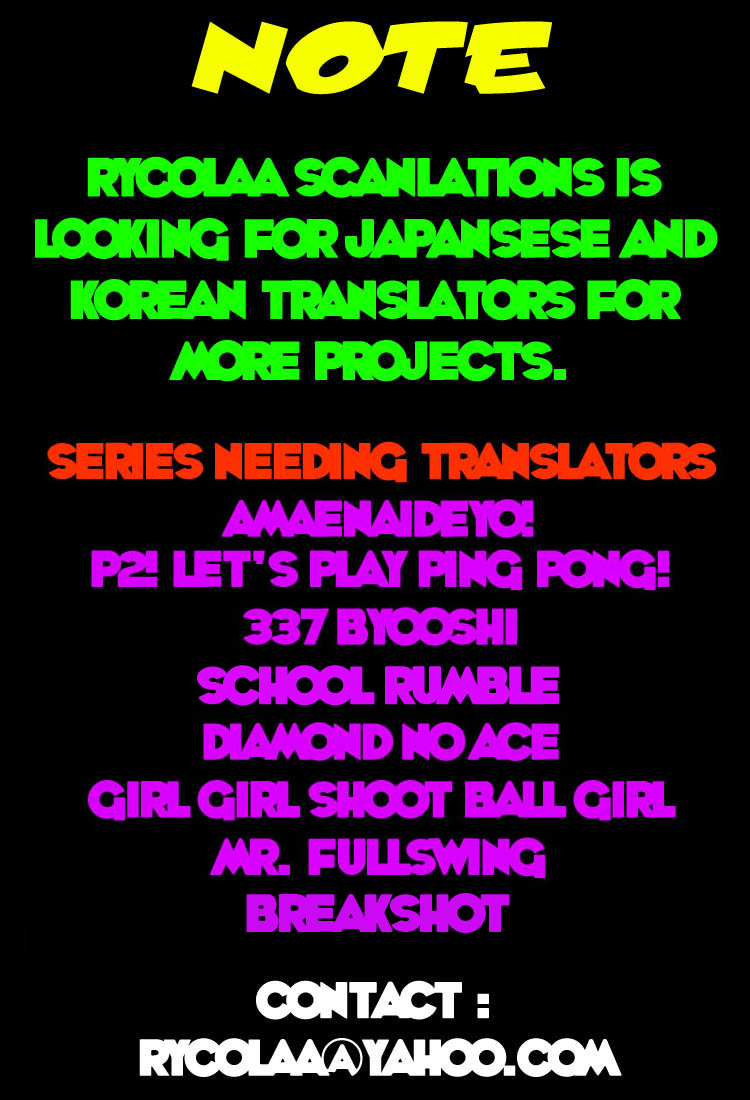 NOTE
RYCOLAA SCANLATIONS IS
LOOKING FOR JAPANSESE AND
KOREAN TRANSLATORS FOR
MORE PROJECTS.
SERIES NEEDING TRANSLATORS
AMAENAIDEYO!
P2! LET'S PLAY PING PONG!
337 BYOOSHI
SCHOOL RUMBLE
DIAMOND NO ACE
GIRL GIRL SHOOT BALL GIRL
MR. FULLSWING
BREAKSHOT
CONTACT :
RYCOLAA@YAHOO.COM